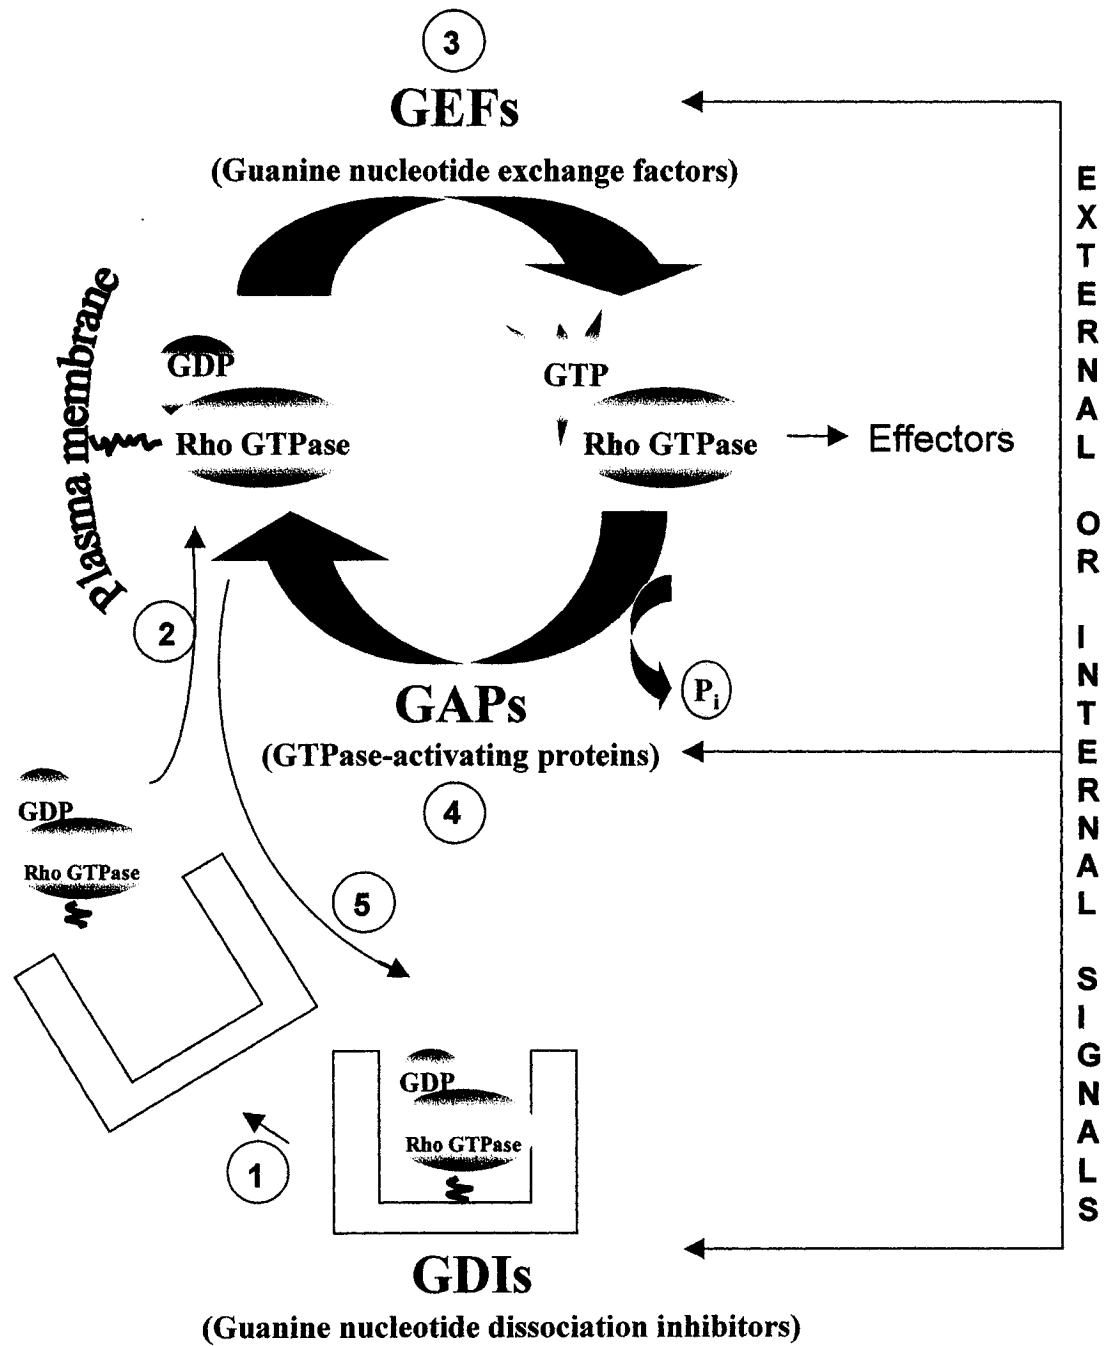 3
GEFs
(Guanine nucleotide exchange factors)
Plasma membrane
GDP
Rho GTPase
GTP
Rho GTPase
Effectors
2
GAPs
(GTPase-activating proteins)
4
Pi
GDP
Rho GTPase
5
GDP
Rho GTPase
1
GDIs
(Guanine nucleotide dissociation inhibitors)
EXTERNAL OR INTERNAL SIGNALS